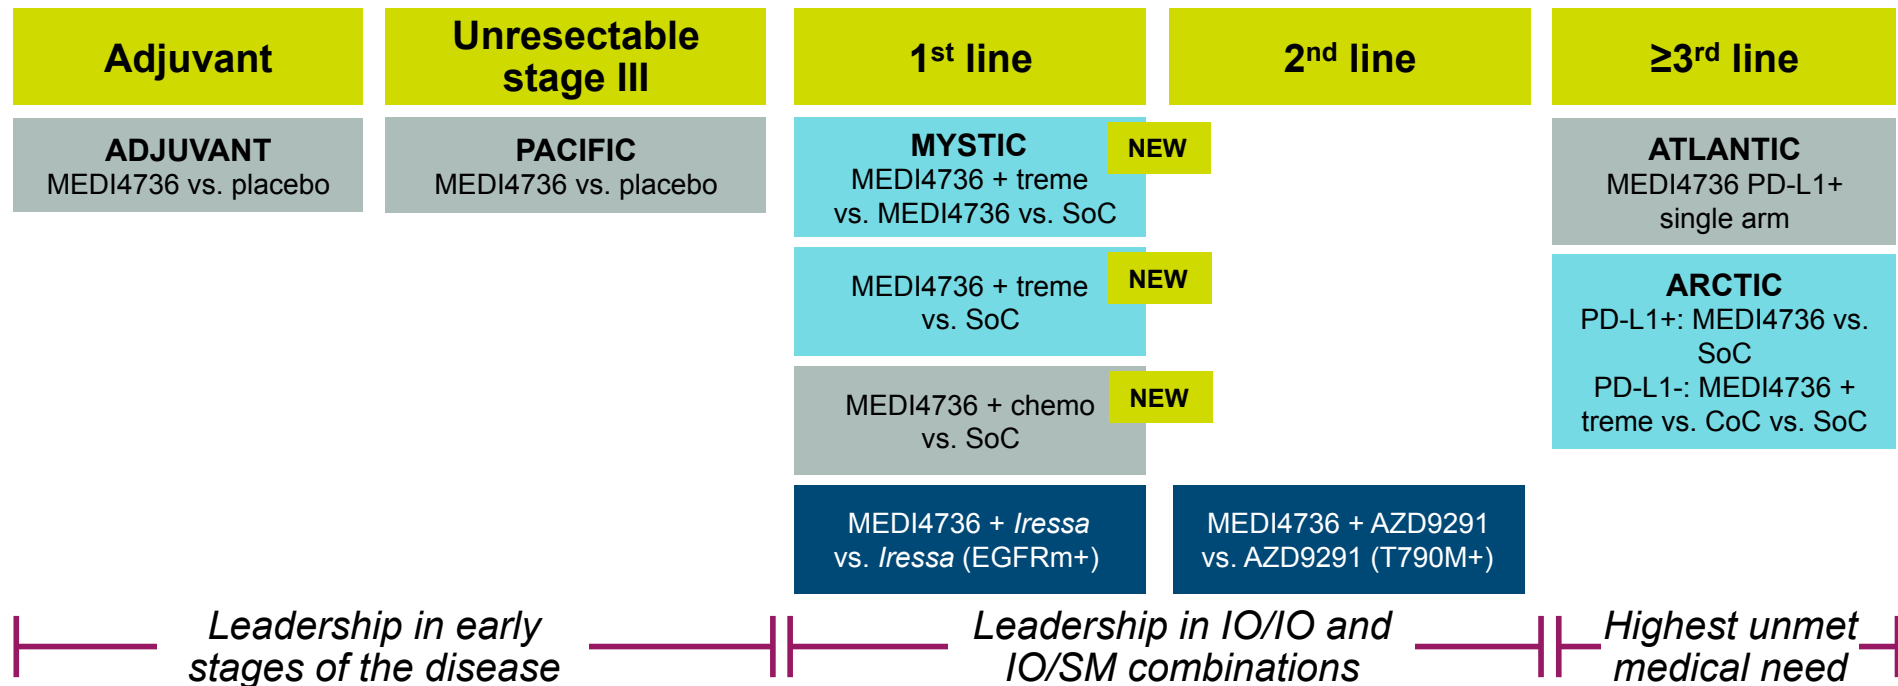 Adjuvant
Unresectable
stage III
1st line
2nd line
≥3rd line
ADJUVANT
MEDI4736 vs. placebo
PACIFIC
MEDI4736 vs. placebo
MYSTIC
MEDI4736 + treme
vs. MEDI4736 vs. SoC
NEW
MEDI4736 + treme
vs. SoC
NEW
MEDI4736 + chemo
vs. SoC
NEW
MEDI4736 + Iressa
vs. Iressa (EGFRm+)
MEDI4736 + AZD9291
vs. AZD9291 (T790M+)
ATLANTIC
MEDI4736 PD-L1+
single arm
ARCTIC
PD-L1+: MEDI4736 vs.
SoC
PD-L1-: MEDI4736 +
treme vs. CoC vs. SoC
Leadership in early
stages of the disease
Leadership in IO/IO and
IO/SM combinations
Highest unmet
medical need